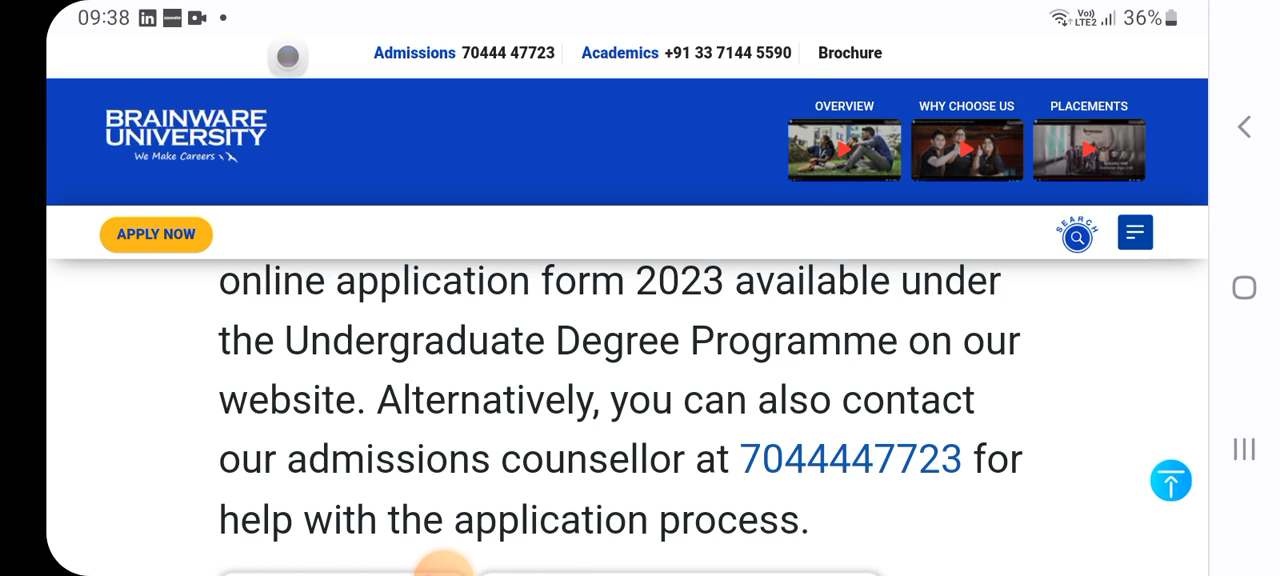 09:38
Vo)) LTE2 36%
Admissions 70444 47723 Academics +91 33 7144 5590 Brochure
BRAINWARE
UNIVERSITY
We Make Careers
OVERVIEW WHY CHOOSE US PLACEMENTS
APPLY NOW
SEARCH
online application form 2023 available under
the Undergraduate Degree Programme on our
website. Alternatively, you can also contact
our admissions counsellor at 7044447723 for
help with the application process.